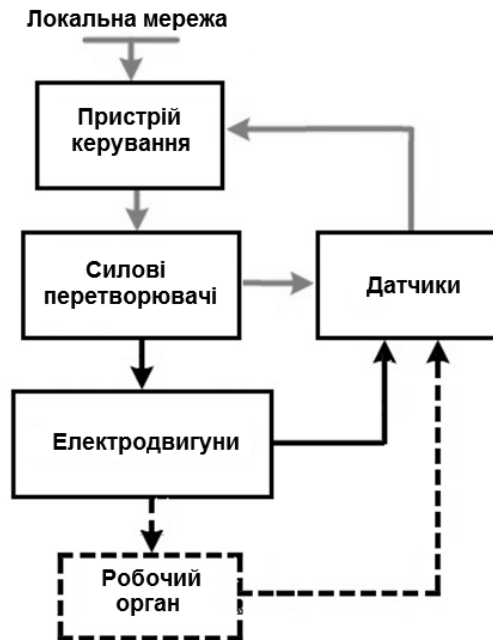 Локальна мережа
Пристрій
керування
Силові
перетворювачі
Датчики
Електродвигуни
Робочий
орган